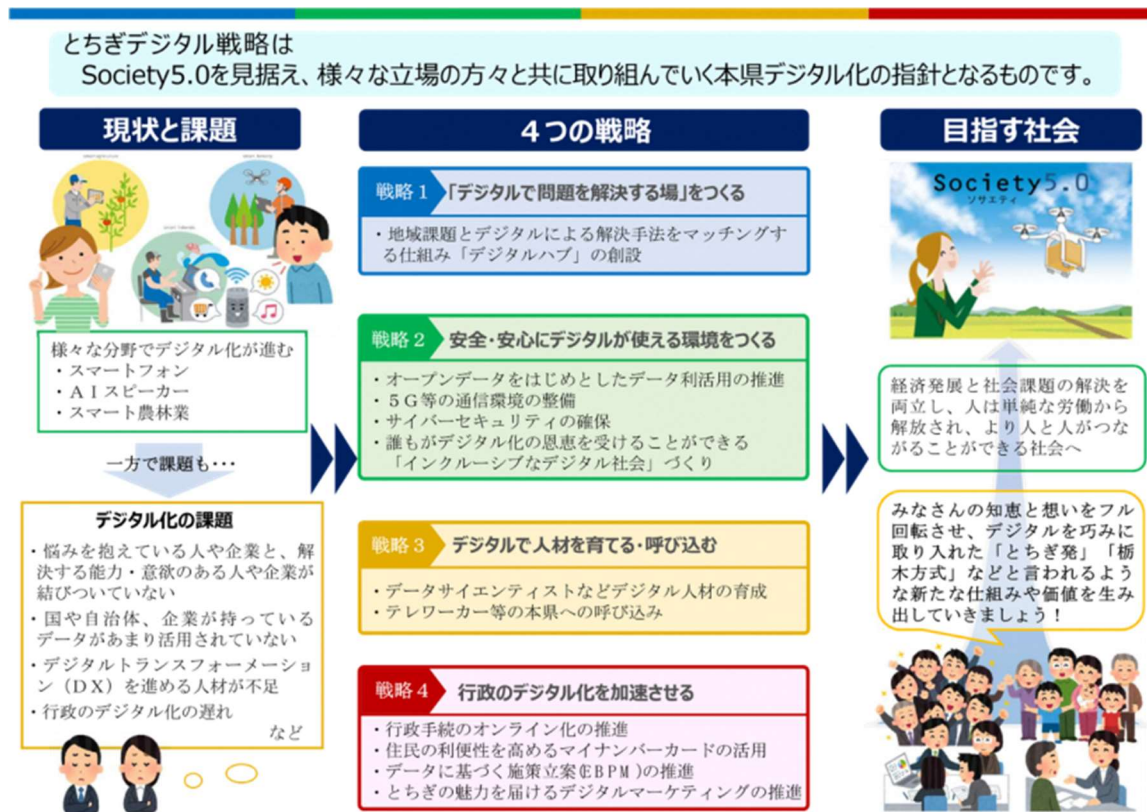 とちぎデジタル戦略は
Society5.0を見据え、様々な立場の方々と共に取り組んでいく本県デジタル化の指針となるものです。
現状と課題
様々な分野でデジタル化が進む
・スマートフォン
・AIスピーカー
・スマート農林業
一方で課題も…
デジタル化の課題
・悩みを抱えている人や企業と、解
決する能力・意欲のある人や企業が
結びついていない
・国や自治体、企業が持っている
データがあまり活用されていない
・デジタルトランスフォーメーショ
ン（DX）を進める人材が不足
・行政のデジタル化の遅れ
など
4つの戦略
戦略1
「デジタルで問題を解決する場」をつくる
・地域課題とデジタルによる解決手法をマッチングす
る仕組み「デジタルハブ」の創設
戦略2
安全・安心にデジタルが使える環境をつくる
・オープンデータをはじめとしたデータ利活用の推進
・5G等の通信環境の整備
・サイバーセキュリティの確保
・誰もがデジタル化の恩恵を受けることができる
「インクルーシブなデジタル社会」づくり
戦略3
デジタルで人材を育てる・呼び込む
・データサイエンティストなどデジタル人材の育成
・テレワーカー等の本県への呼び込み
戦略4
行政のデジタル化を加速させる
・行政手続のオンライン化の推進
・住民の利便性を高めるマイナンバーカードの活用
・データに基づく施策立案（EBPM）の推進
・とちぎの魅力を届けるデジタルマーケティングの推進
目指す社会
Society5.0
ソサエティ
経済発展と社会課題の解決を
両立し、人は単純な労働から
解放され、より人と人がつな
がることができる社会へ
みなさんの知恵と想いをフル
回転させ、デジタルを巧みに
取り入れた「とちぎ発」「栃
木方式」などと言われるよう
な新たな仕組みや価値を生み
出していきましょう！